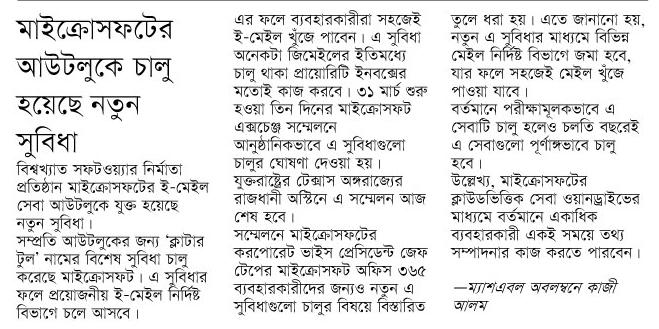 মাইক্রোসফটের
আউটলুকে চালু
হয়েছে নতুন
সুবিধা
বিশ্বখ্যাত সফটওয়্যার নির্মাতা
প্রতিষ্ঠান মাইক্রোসফটের ই-মেইল
সেবা আউটলুকে যুক্ত হয়েছে
নতুন সুবিধা।
সম্প্রতি আউটলুকের জন্য ‘ক্লাটার
টুল’ নামের বিশেষ সুবিধা চালু
করেছে মাইক্রোসফট। এ সুবিধার
ফলে প্রয়োজনীয় ই-মেইল নির্দিষ্ট
বিভাগে চলে আসবে।
এর ফলে ব্যবহারকারীরা সহজেই
ই-মেইল খুঁজে পাবেন। এ সুবিধা
অনেকটা জিমেইলের ইতিমধ্যে
চালু থাকা প্রায়োরিটি ইনবক্সের
মতোই কাজ করবে। ৩১ মার্চ শুরু
হওয়া তিন দিনের মাইক্রোসফট
এক্সচেঞ্জ সম্মেলনে
আনুষ্ঠানিকভাবে এ সুবিধাগুলো
চালুর ঘোষণা দেওয়া হয়।
যুক্তরাষ্ট্রের টেক্সাস অঙ্গরাজ্যের
রাজধানী অস্টিনে এ সম্মেলন আজ
শেষ হবে।
সম্মেলনে মাইক্রোসফটের
করপোরেট ভাইস প্রেসিডেন্ট জেফ
টেপের মাইক্রোসফট অফিস ৩৬৫
ব্যবহারকারীদের জন্যও নতুন এ
সুবিধাগুলো চালুর বিষয়ে বিস্তারিত
তুলে ধরা হয়। এতে জানানো হয়,
নতুন এ সুবিধার মাধ্যমে বিভিন্ন
মেইল নির্দিষ্ট বিভাগে জমা হবে,
যার ফলে সহজেই মেইল খুঁজে
পাওয়া যাবে।
বর্তমানে পরীক্ষামূলকভাবে এ
সেবাটি চালু হলেও চলতি বছরেই
এ সেবাগুলো পূর্ণাঙ্গভাবে চালু
হবে।
উল্লেখ্য, মাইক্রোসফটের
ক্লাউডভিত্তিক সেবা ওয়ানড্রাইভের
মাধ্যমে বর্তমানে একাধিক
ব্যবহারকারী একই সময়ে তথ্য
সম্পাদনার কাজ করতে পারবেন।
—ম্যাশএবল অবলম্বনে কাজী
আলম